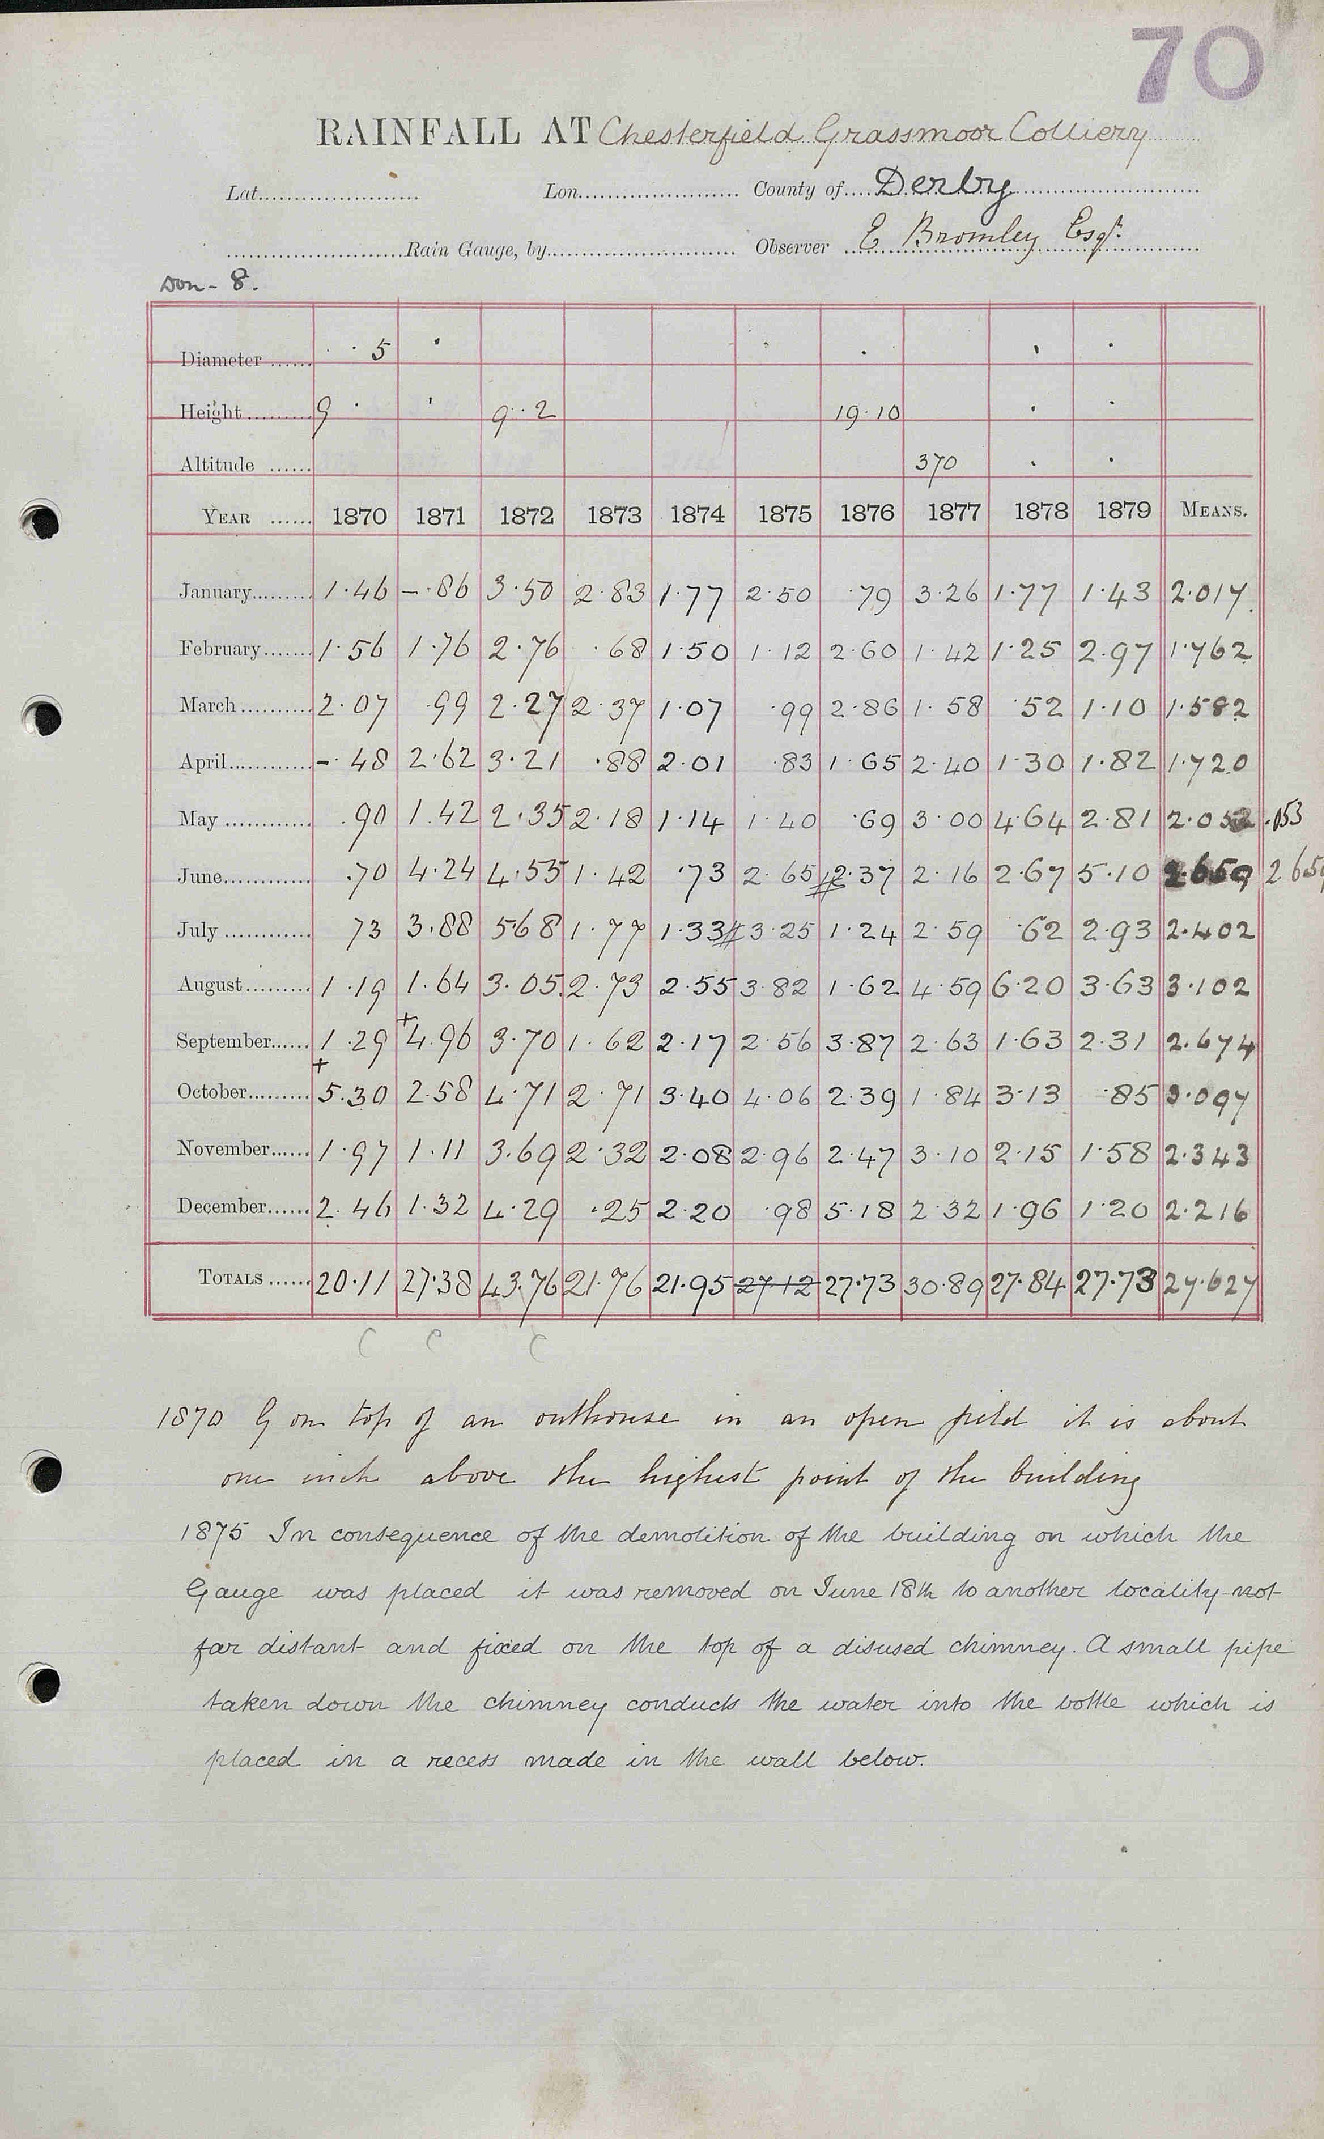 70
RAINFALL AT Chesterfield Grassmoor Colliery
Lat. Lon. County of Derby
Rain Gauge, by Observer E Bromley Esqr.
Don - 8.
Diameter 5
Height 9 9·2 19·10
Altitude 370
YEAR 1870 1871 1872 1873 1874 1875 1876 1877 1878 1879 MEANS.
January 1·46 -·86 3·50 2·83 1·77 2·50 ·79 3·26 1·77 1·43 2·017
February 1·56 1·76 2·76 ·68 1·50 1·12 2·60 1·42 1·25 2·97 1·762
March 2·07 ·99 2·27 2·37 1·07 ·99 2·86 1·58 ·52 1·10 1·582
April -·48 2·62 3·21 ·88 2·01 ·83 1·65 2·40 1·30 1·82 1·720
May ·90 1·42 2·35 2·18 1·14 1·40 ·69 3·00 4·64 2·81 2·052 ·053
June ·70 4·24 4·55 1·42 ·73 2·65 2·37 2·16 2·67 5·10 2·659 2 659
July 73 3·88 5·68 1·77 1·33 3·25 1·24 2·59 ·62 2·93 2·402
August 1·19 1·64 3·05 2·73 2·55 3·82 1·62 4·59 6·20 3·63 3·102
September 1·29 +4·96 3·70 1·62 2·17 2·56 3·87 2·63 1·63 2·31 2·674
October +5·30 2·58 4·71 2·71 3·40 4·06 2·39 1·84 3·13 ·85 3·097
November 1·97 1·11 3·69 2·32 2·08 2·96 2·47 3·10 2·15 1·58 2·343
December 2·46 1·32 4·29 ·25 2·20 ·98 5·18 2·32 1·96 1·20 2·216
TOTALS 20·11 27·38 43·76 21·76 21·95 27·12 27·73 30·89 27·84 27·73 27·627
C C C
1870 G on top of an outhouse in an open field it is about
one inch above the highest point of the building
1875 In consequence of the demolition of the building on which the
Gauge was placed it was removed on June 18th to another locality not
far distant and fixed on the top of a disused chimney. A small pipe
taken down the chimney conducts the water into the bottle which is
placed in a recess made in the wall below.